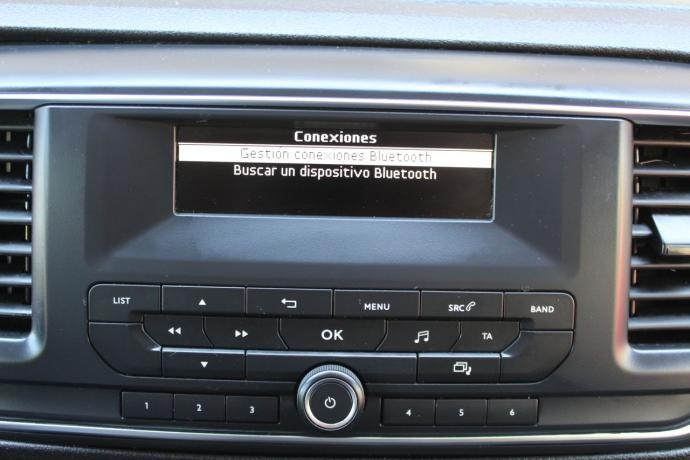 Conexiones
Gestión conexiones Bluetooth
Buscar un dispositivo Bluetooth
LIST
MENU
SRC
BAND
OK
TA
1
2
3
4
5
6